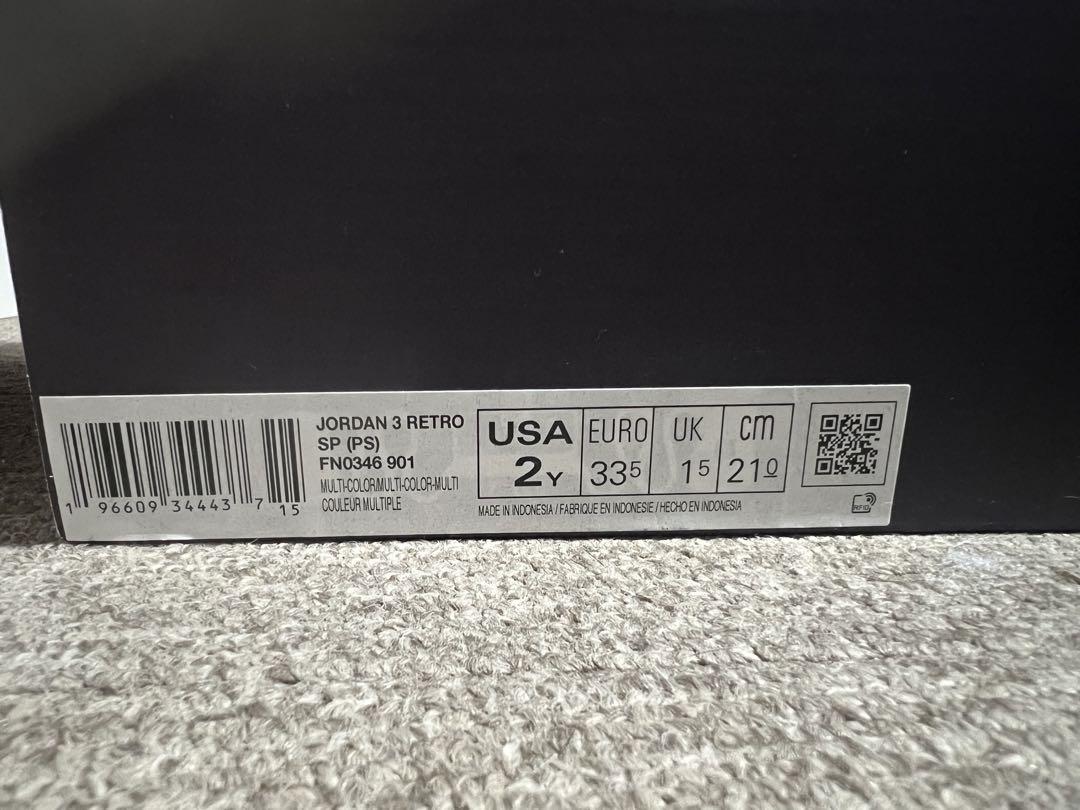 JORDAN 3 RETRO
SP (PS)
FN0346 901
MULTI-COLOR/MULTI-COLOR-MULTI
COULEUR MULTIPLE
1 96609 34443 7 15
USA EURO UK cm
2Y 335 15 210
MADE IN INDONESIA / FABRIQUE EN INDONESIE / HECHO EN INDONESIA
RFID